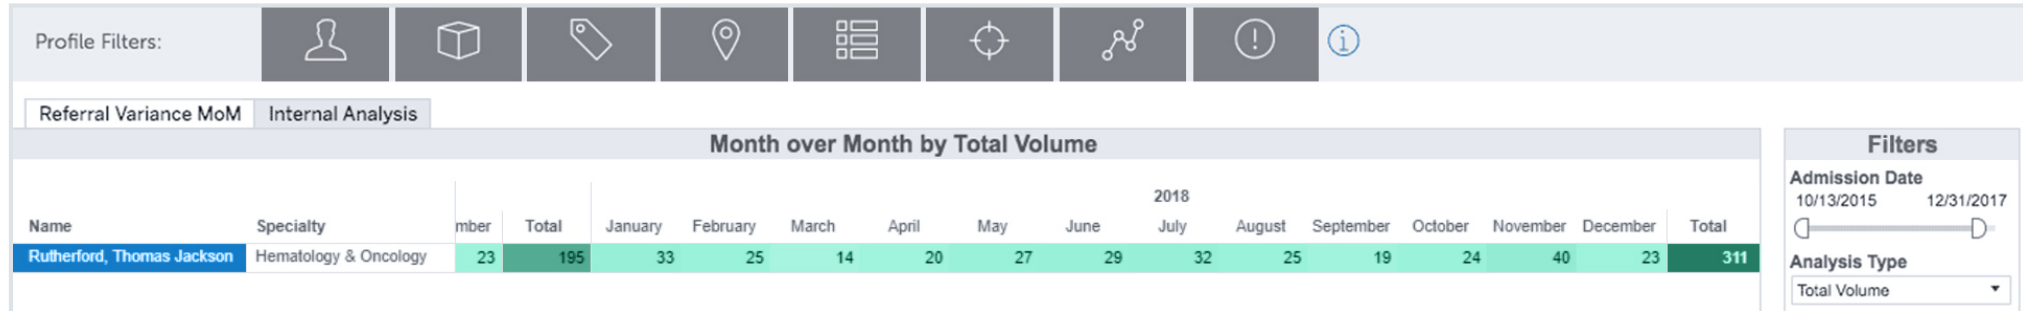 Profile Filters:
Referral Variance MoM Internal Analysis
Month over Month by Total Volume
Filters
Admission Date
10/13/2015 12/31/2017
2018
Name Specialty mber Total January February March April May June July August September October November December Total
Rutherford, Thomas Jackson Hematology & Oncology 23 195 33 25 14 20 27 29 32 25 19 24 40 23 311
Analysis Type
Total Volume